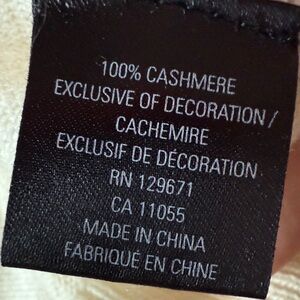 100% CASHMERE
EXCLUSIVE OF DECORATION /
CACHEMIRE
EXCLUSIF DE DÉCORATION
RN 129671
CA 11055
MADE IN CHINA
FABRIQUÉ EN CHINE